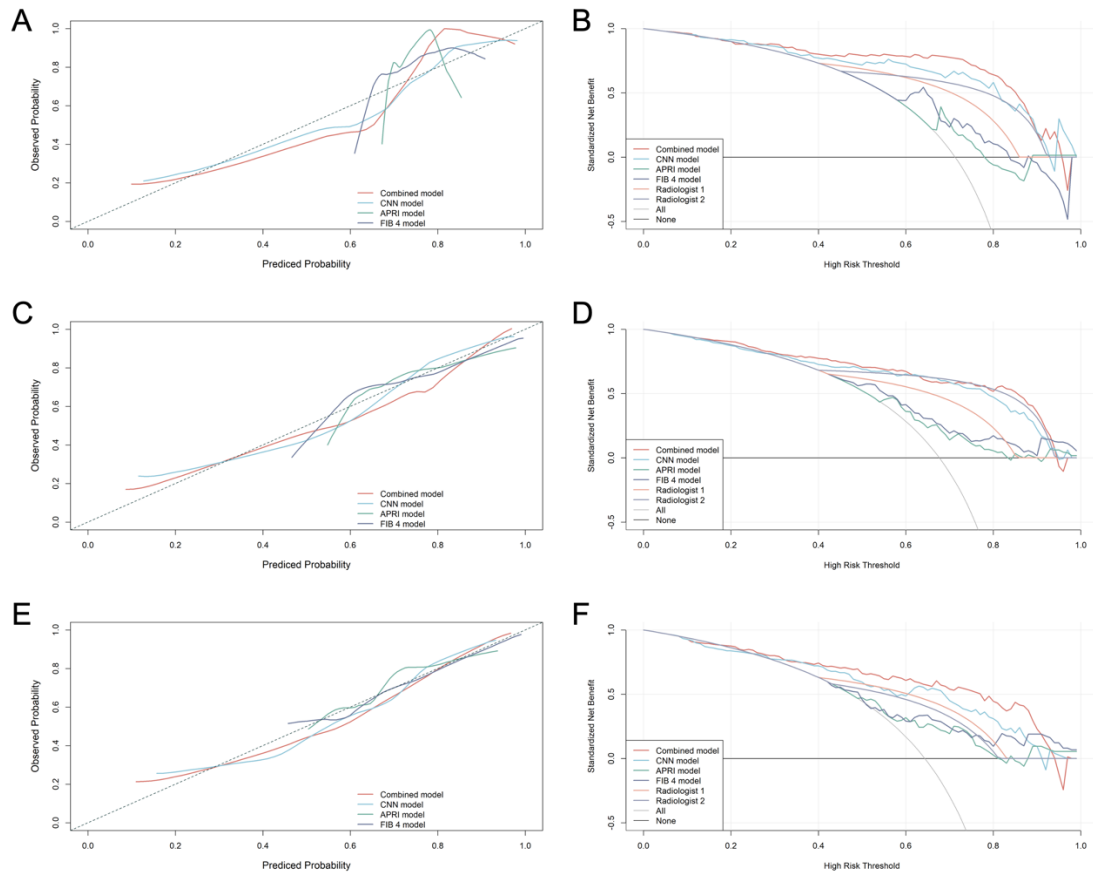 A
Observed Probability
1.0
0.8
0.6
0.4
0.2
0.0
Combined model
CNN model
APRI model
FIB 4 model
0.0 0.2 0.4 0.6 0.8 1.0
Prediced Probability
B
Standardized Net Benefit
1.0
0.5
0.0
-0.5
Combined model
CNN model
APRI model
FIB 4 model
Radiologist 1
Radiologist 2
All
None
0.0 0.2 0.4 0.6 0.8 1.0
High Risk Threshold
C
Observed Probability
1.0
0.8
0.6
0.4
0.2
0.0
Combined model
CNN model
APRI model
FIB 4 model
0.0 0.2 0.4 0.6 0.8 1.0
Prediced Probability
D
Standardized Net Benefit
1.0
0.5
0.0
-0.5
Combined model
CNN model
APRI model
FIB 4 model
Radiologist 1
Radiologist 2
All
None
0.0 0.2 0.4 0.6 0.8 1.0
High Risk Threshold
E
Observed Probability
1.0
0.8
0.6
0.4
0.2
0.0
Combined model
CNN model
APRI model
FIB 4 model
0.0 0.2 0.4 0.6 0.8 1.0
Prediced Probability
F
Standardized Net Benefit
1.0
0.5
0.0
-0.5
Combined model
CNN model
APRI model
FIB 4 model
Radiologist 1
Radiologist 2
All
None
0.0 0.2 0.4 0.6 0.8 1.0
High Risk Threshold